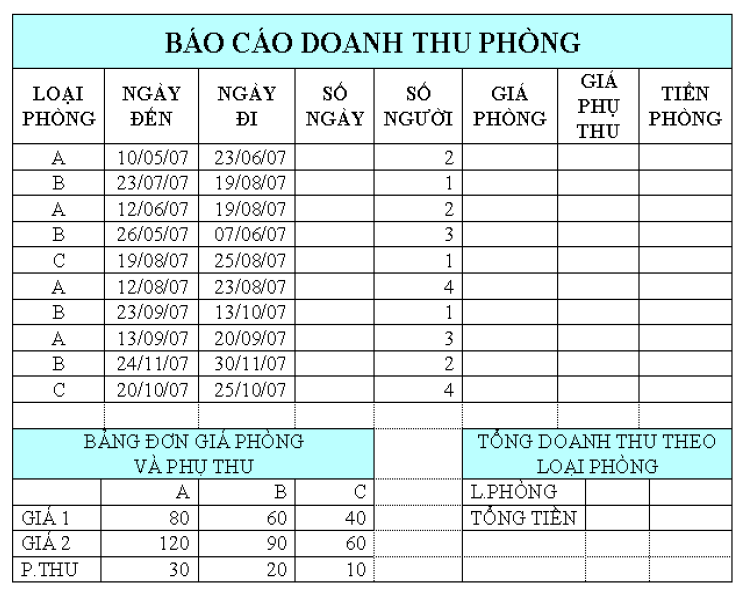 BÁO CÁO DOANH THU PHÒNG
LOẠI PHÒNG NGÀY ĐẾN NGÀY ĐI SỐ NGÀY SỐ NGƯỜI GIÁ PHÒNG GIÁ PHỤ THU TIỀN PHÒNG
A 10/05/07 23/06/07 2
B 23/07/07 19/08/07 1
A 12/06/07 19/08/07 2
B 26/05/07 07/06/07 3
C 19/08/07 25/08/07 1
A 12/08/07 23/08/07 4
B 23/09/07 13/10/07 1
A 13/09/07 20/09/07 3
B 24/11/07 30/11/07 2
C 20/10/07 25/10/07 4
BẢNG ĐƠN GIÁ PHÒNG
VÀ PHỤ THU
TỔNG DOANH THU THEO
LOẠI PHÒNG
A B C L.PHÒNG
GIÁ 1 80 60 40 TỔNG TIỀN
GIÁ 2 120 90 60
P.THU 30 20 10